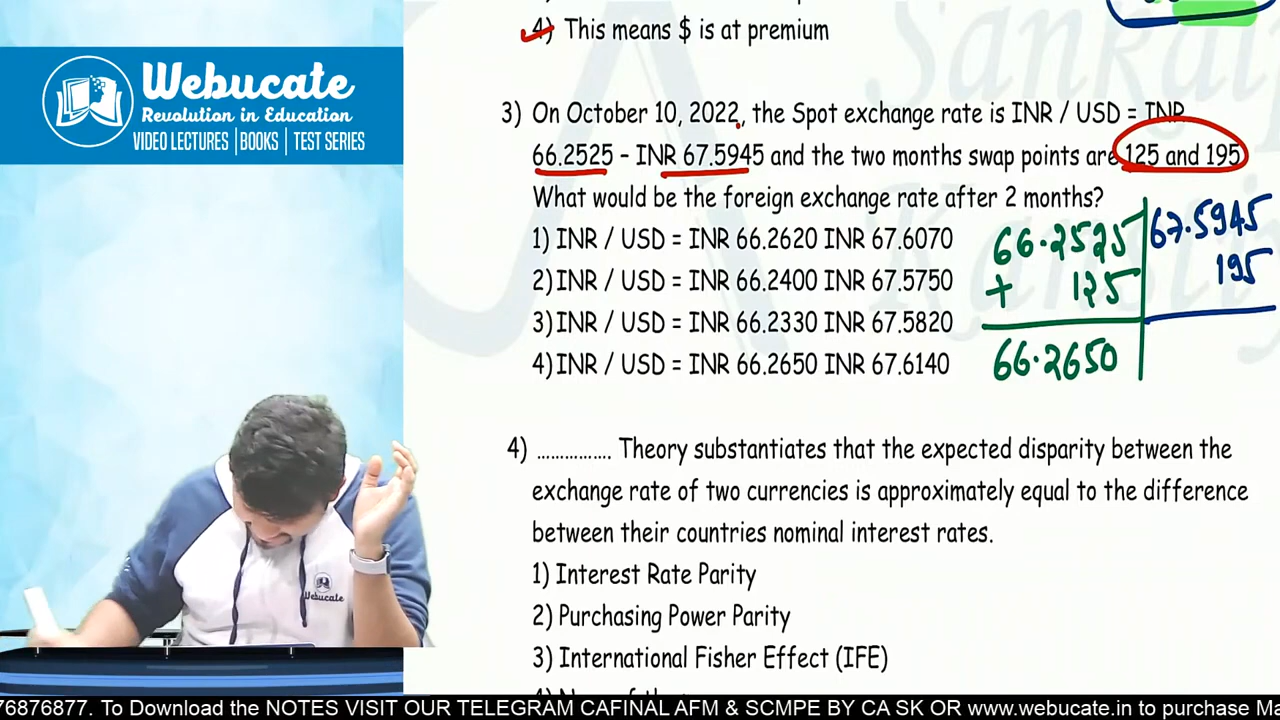 4) This means $ is at premium
Webucate
Revolution in Education
VIDEO LECTURES | BOOKS | TEST SERIES
3) On October 10, 2022, the Spot exchange rate is INR / USD = INR
66.2525 – INR 67.5945 and the two months swap points are 125 and 195
What would be the foreign exchange rate after 2 months?
1) INR / USD = INR 66.2620 INR 67.6070
2) INR / USD = INR 66.2400 INR 67.5750
3) INR / USD = INR 66.2330 INR 67.5820
4) INR / USD = INR 66.2650 INR 67.6140
66.2525
+ 125
66.2650
67.5945
195
4) ............... Theory substantiates that the expected disparity between the
exchange rate of two currencies is approximately equal to the difference
between their countries nominal interest rates.
1) Interest Rate Parity
2) Purchasing Power Parity
3) International Fisher Effect (IFE)
Webucate
76876877. To Download the NOTES VISIT OUR TELEGRAM CAFINAL AFM & SCMPE BY CA SK OR www.webucate.in to purchase Ma